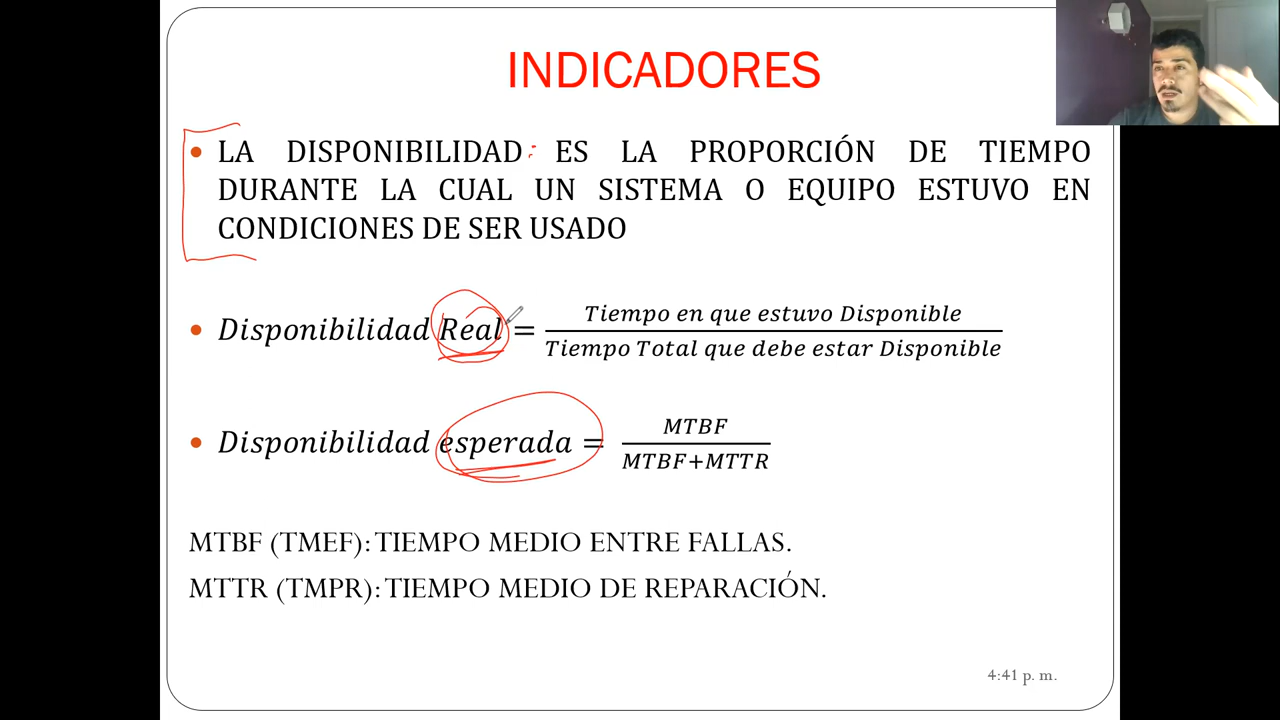 INDICADORES
• LA DISPONIBILIDAD ES LA PROPORCIÓN DE TIEMPO
DURANTE LA CUAL UN SISTEMA O EQUIPO ESTUVO EN
CONDICIONES DE SER USADO
• Disponibilidad Real = Tiempo en que estuvo Disponible / Tiempo Total que debe estar Disponible
• Disponibilidad esperada = MTBF / MTBF+MTTR
MTBF (TMEF): TIEMPO MEDIO ENTRE FALLAS.
MTTR (TMPR): TIEMPO MEDIO DE REPARACIÓN.
4:41 p. m.